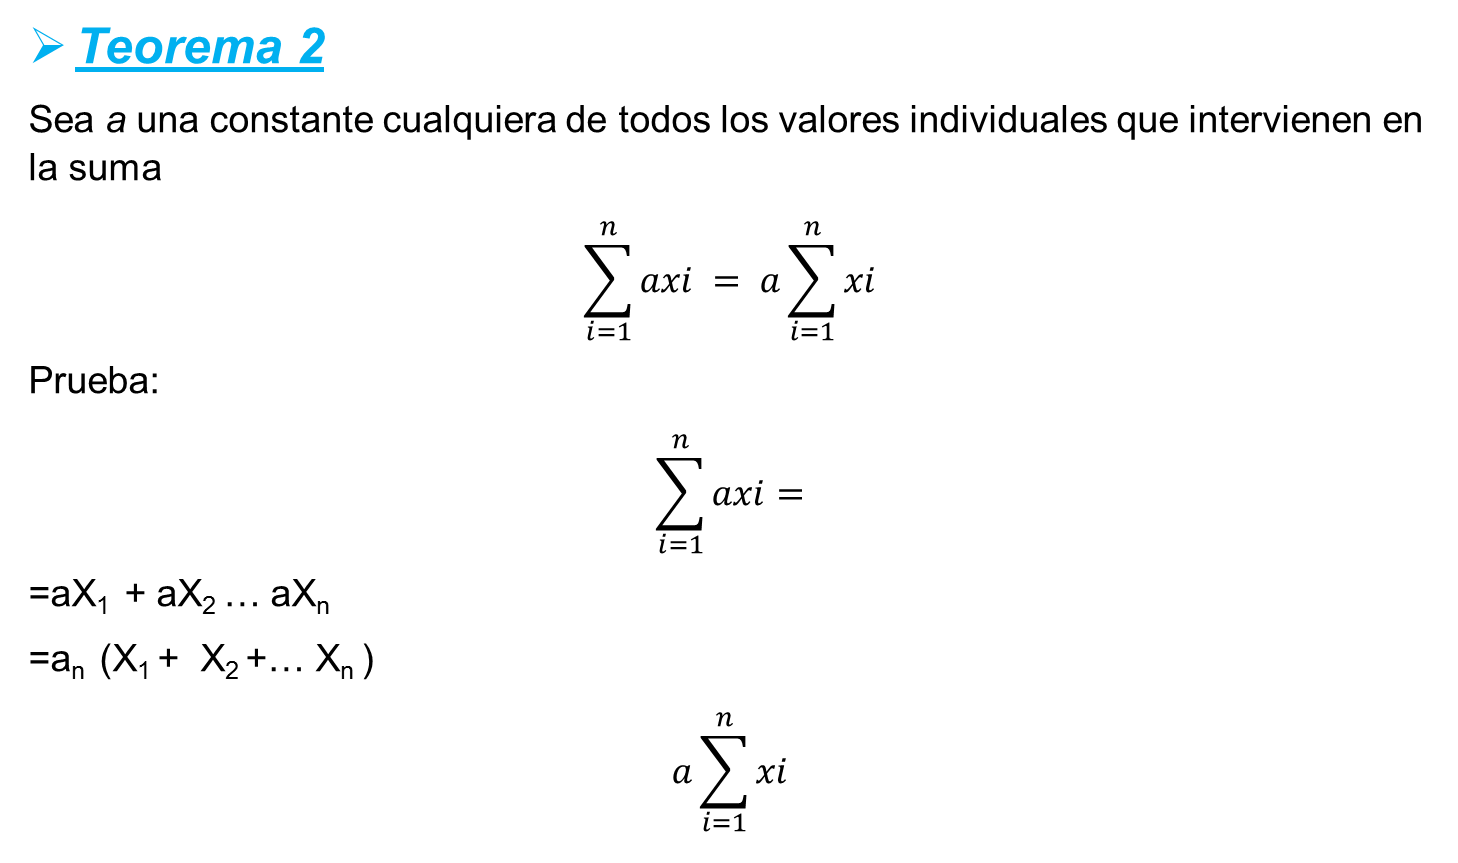 ➢ Teorema 2
Sea a una constante cualquiera de todos los valores individuales que intervienen en
la suma
∑_{i=1}^{n} axi = a ∑_{i=1}^{n} xi
Prueba:
∑_{i=1}^{n} axi =
=aX₁ + aX₂ … aXₙ
=aₙ (X₁ + X₂ +… Xₙ )
a ∑_{i=1}^{n} xi